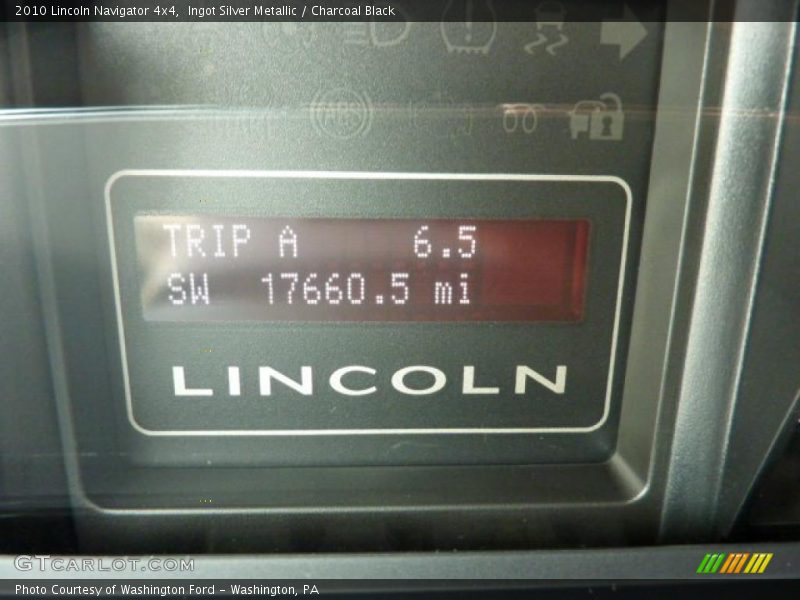 2010 Lincoln Navigator 4x4,  Ingot Silver Metallic / Charcoal Black
ABS
TRIP A 6.5
SW 17660.5 mi
LINCOLN
GTcarlot.com
Photo Courtesy of Washington Ford - Washington, PA